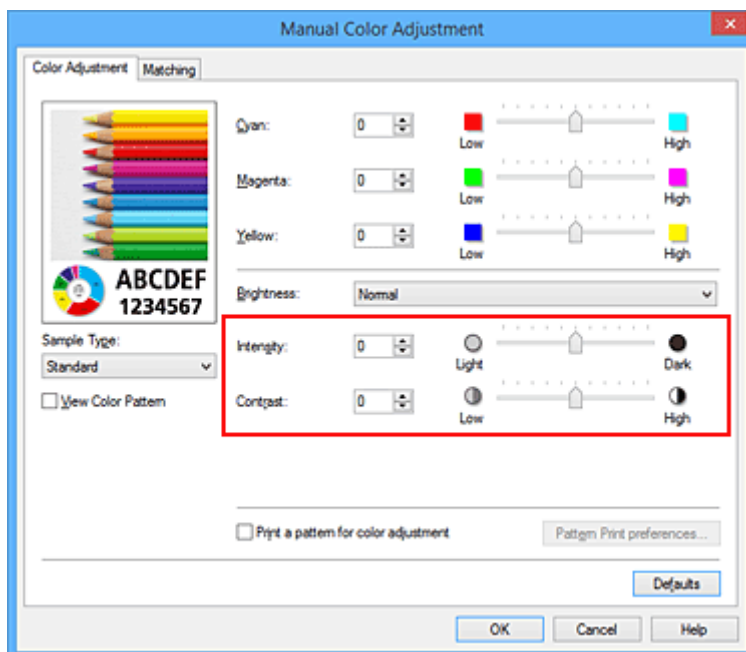 Manual Color Adjustment
Color Adjustment Matching
Cyan: 0 Low High
Magenta: 0 Low High
Yellow: 0 Low High
ABCDEF
1234567
Brightness: Normal
Sample Type:
Standard
View Color Pattern
Intensity: 0 Light Dark
Contrast: 0 Low High
Print a pattern for color adjustment Pattern Print preferences...
Defaults
OK Cancel Help